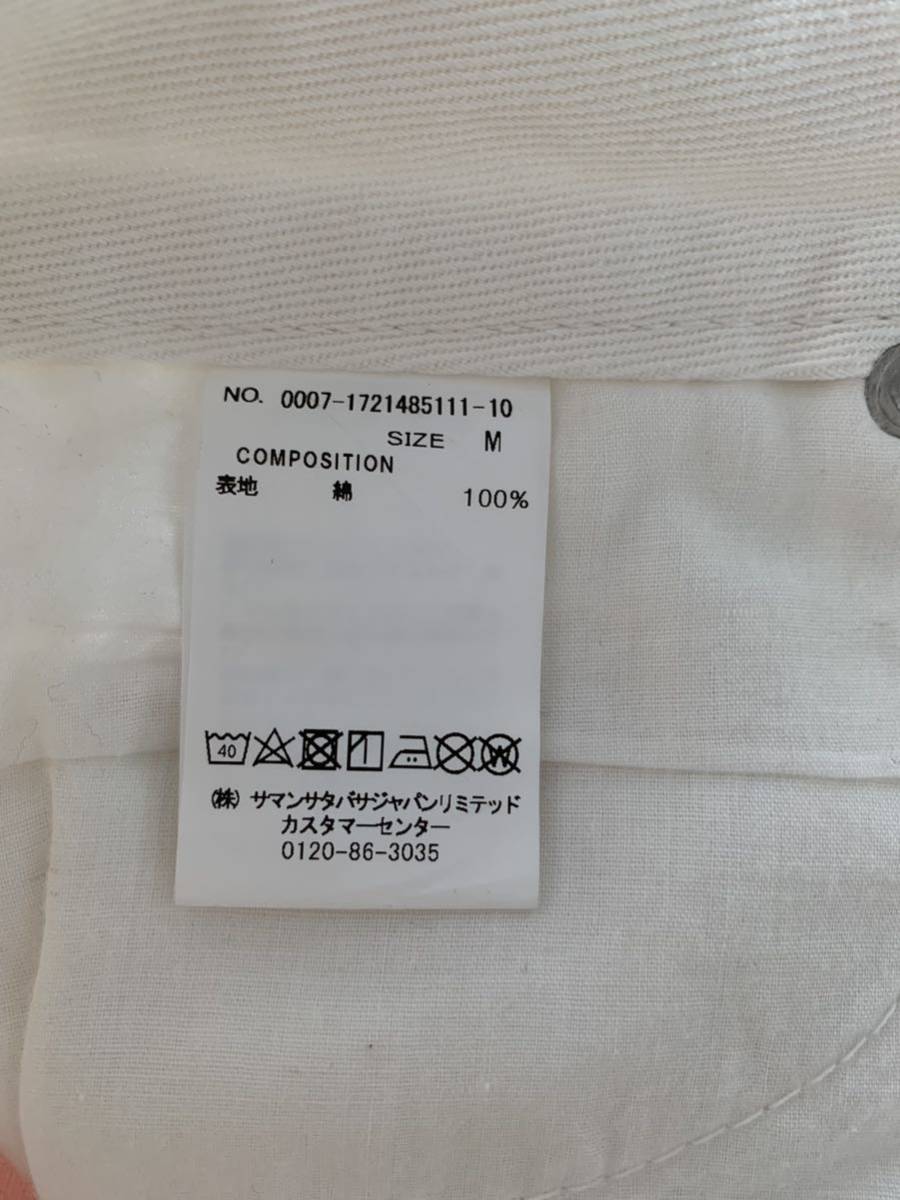 NO. 0007-1721485111-10
SIZE M
COMPOSITION
表地 綿 100%
40
(株) サマンサタバサジャパンリミテッド
カスタマーセンター
0120-86-3035